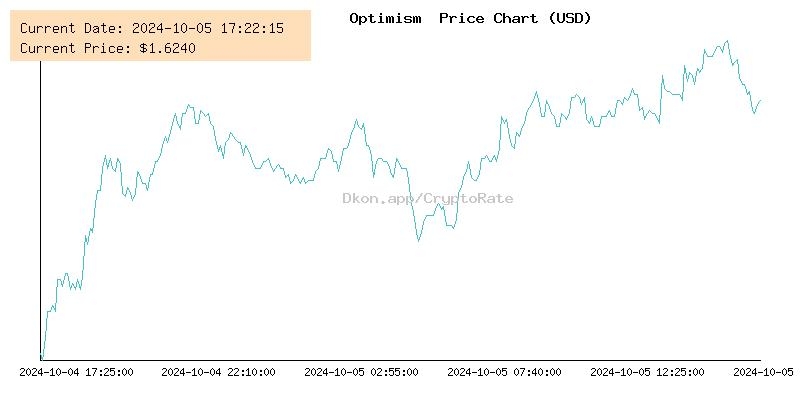 Optimism  Price Chart (USD)
Current Date: 2024-10-05 17:22:15
Current Price: $1.6240
Dkon.app/CryptoRate
2024-10-04 17:25:00 2024-10-04 22:10:00 2024-10-05 02:55:00 2024-10-05 07:40:00 2024-10-05 12:25:00 2024-10-05